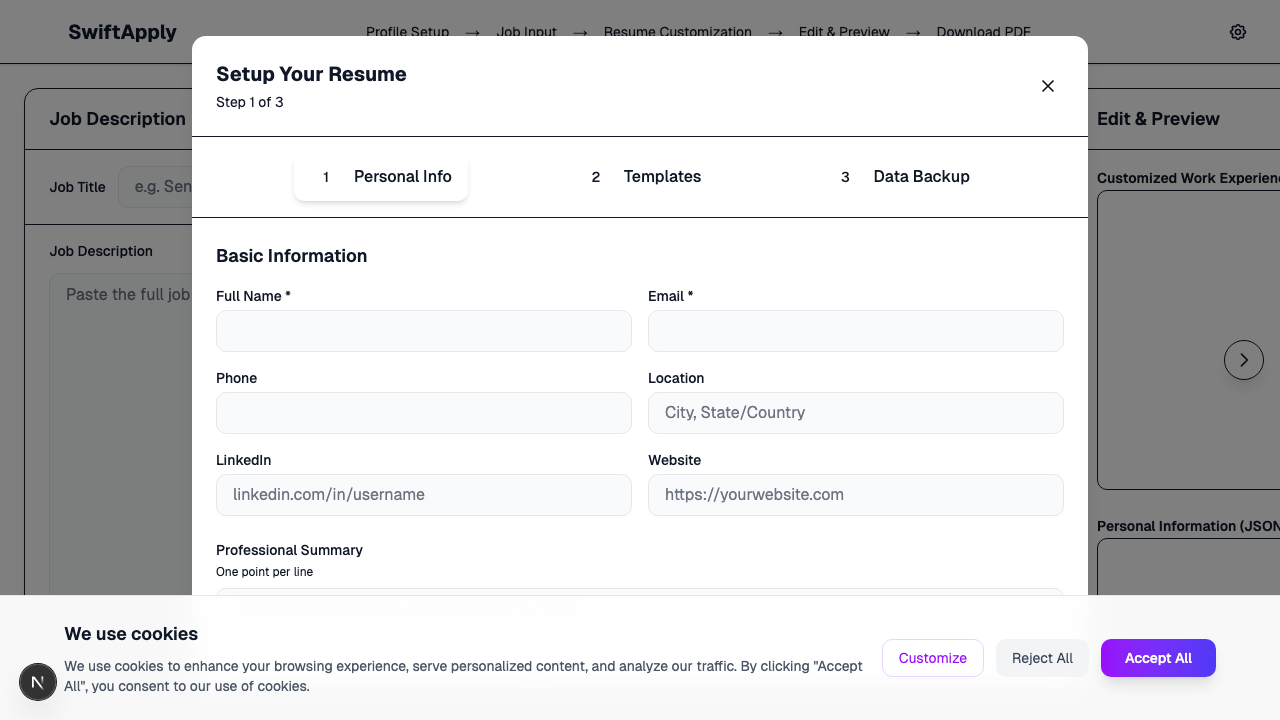 SwiftApply
Profile Setup → Job Input → Resume Customization → Edit & Preview → Download PDF
Setup Your Resume
Step 1 of 3
Job Description
Edit & Preview
1 Personal Info
2 Templates
3 Data Backup
Job Title
e.g. Sen
Customized Work Experien
Job Description
Paste the full job
Basic Information
Full Name *
Email *
Phone
Location
City, State/Country
LinkedIn
Website
linkedin.com/in/username
https://yourwebsite.com
Personal Information (JSON
Professional Summary
One point per line
We use cookies
We use cookies to enhance your browsing experience, serve personalized content, and analyze our traffic. By clicking "Accept
All", you consent to our use of cookies.
Customize
Reject All
Accept All
N